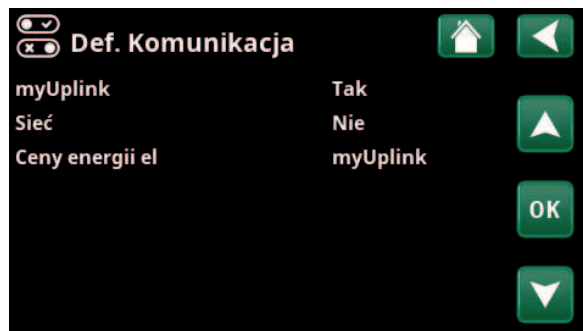 Def. Komunikacja
myUplink Tak
Sieć Nie
Ceny energii el myUplink
OK